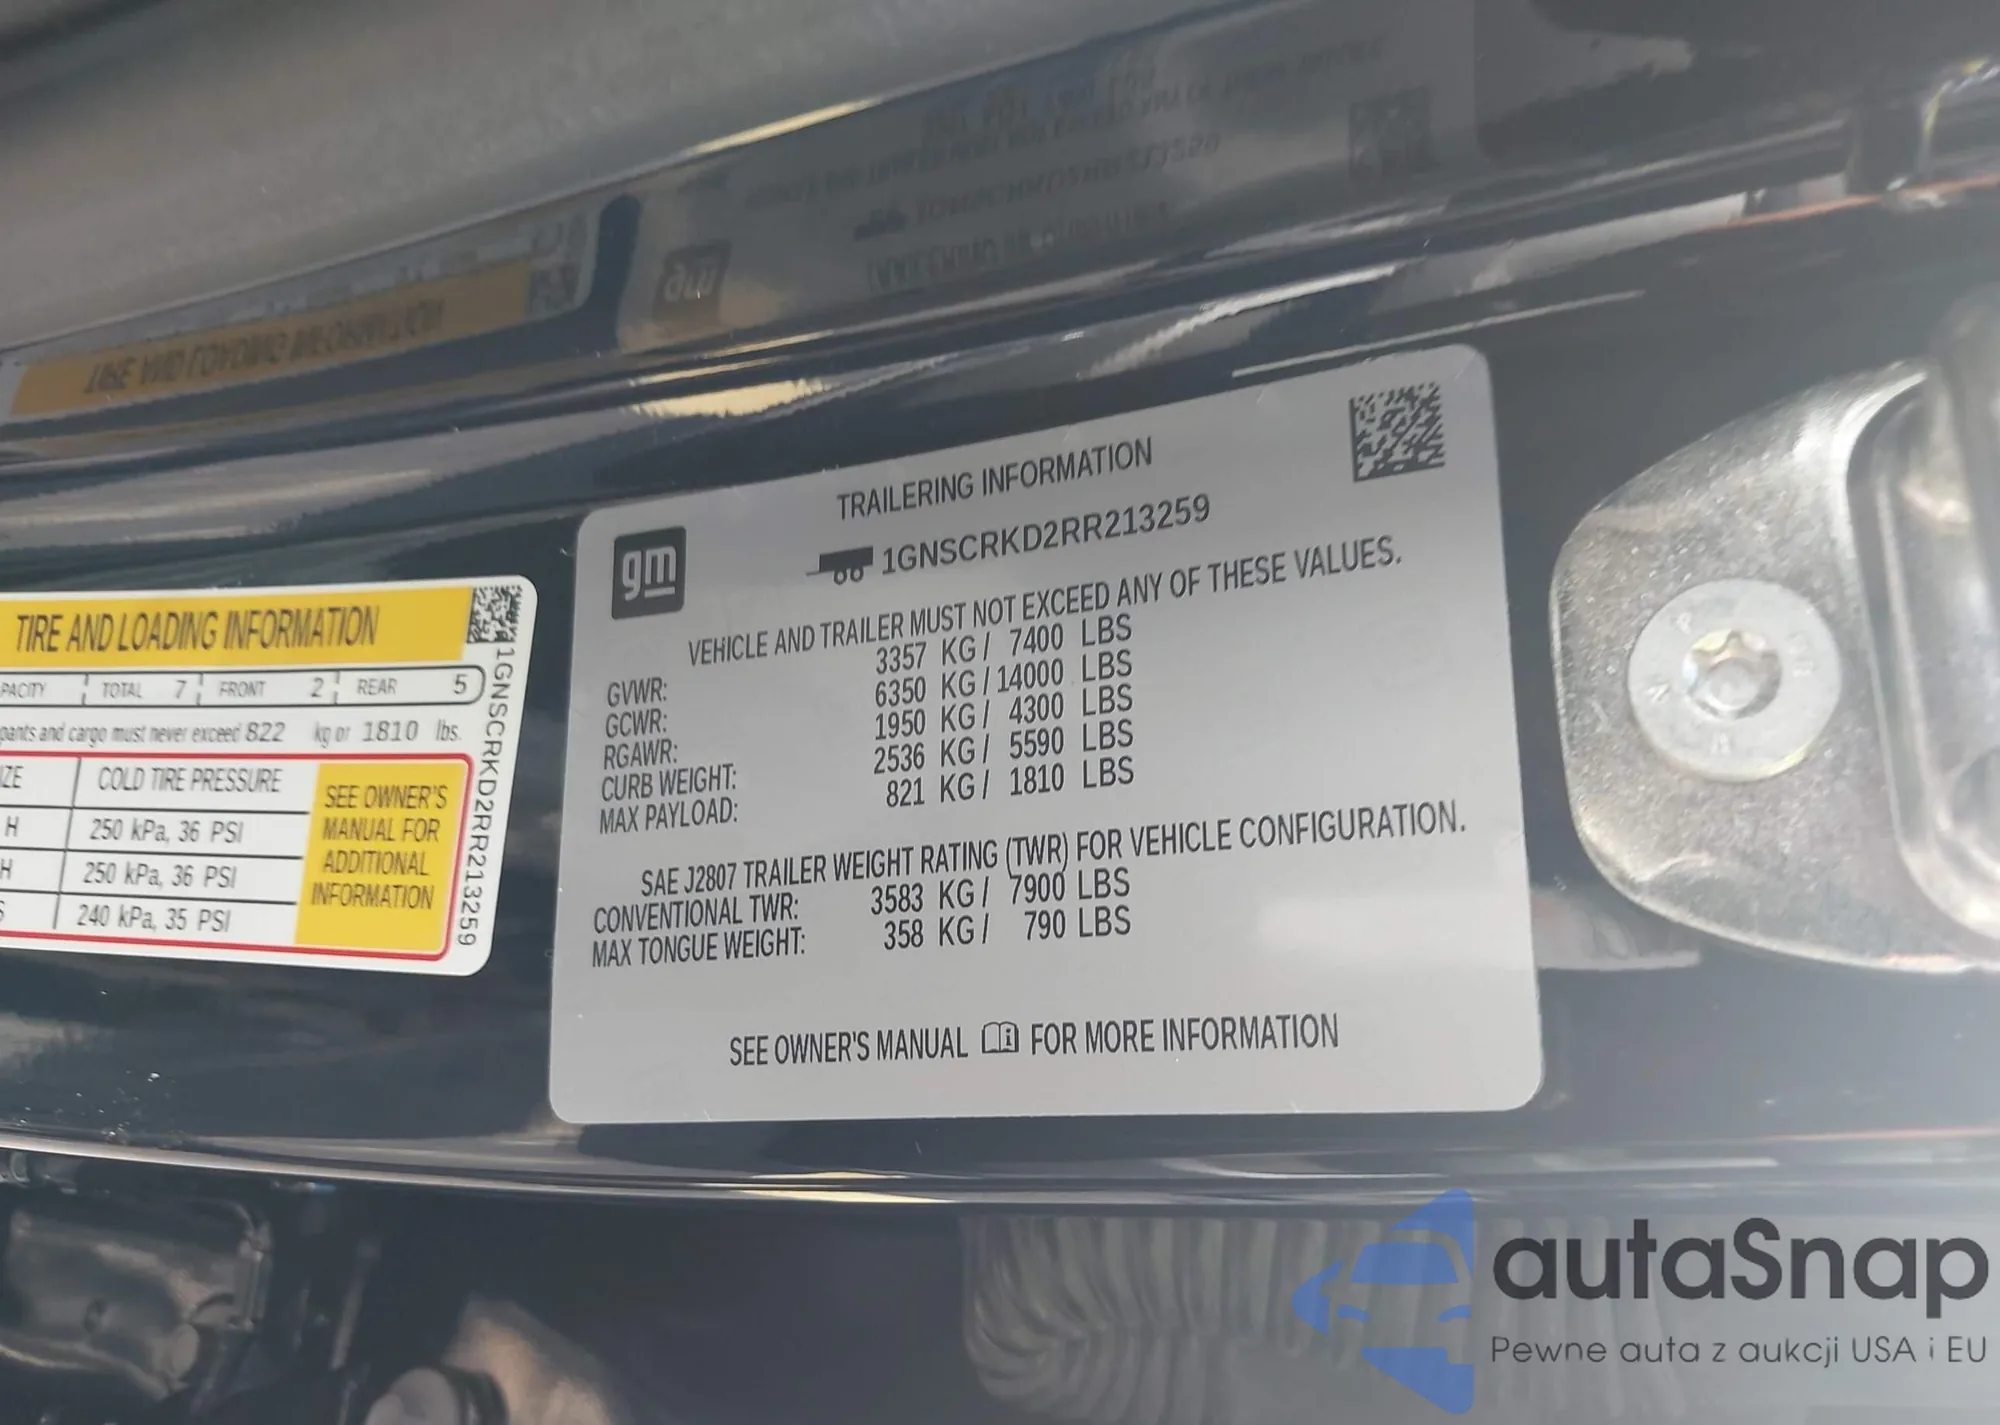 TIRE AND LOADING INFORMATION
PACITY TOTAL 7 FRONT 2 REAR 5
pants and cargo must never exceed 822 kg or 1810 lbs.
IZE COLD TIRE PRESSURE
H 250 kPa, 36 PSI
H 250 kPa, 36 PSI
S 240 kPa, 35 PSI
SEE OWNER'S
MANUAL FOR
ADDITIONAL
INFORMATION
1GNSCRKD2RR213259
gm
TRAILERING INFORMATION
1GNSCRKD2RR213259
VEHICLE AND TRAILER MUST NOT EXCEED ANY OF THESE VALUES.
GVWR: 3357 KG / 7400 LBS
GCWR: 6350 KG / 14000 LBS
RGAWR: 1950 KG / 4300 LBS
CURB WEIGHT: 2536 KG / 5590 LBS
MAX PAYLOAD: 821 KG / 1810 LBS
SAE J2807 TRAILER WEIGHT RATING (TWR) FOR VEHICLE CONFIGURATION.
CONVENTIONAL TWR: 3583 KG / 7900 LBS
MAX TONGUE WEIGHT: 358 KG / 790 LBS
SEE OWNER'S MANUAL FOR MORE INFORMATION
autaSnap
Pewne auta z aukcji USA i EU